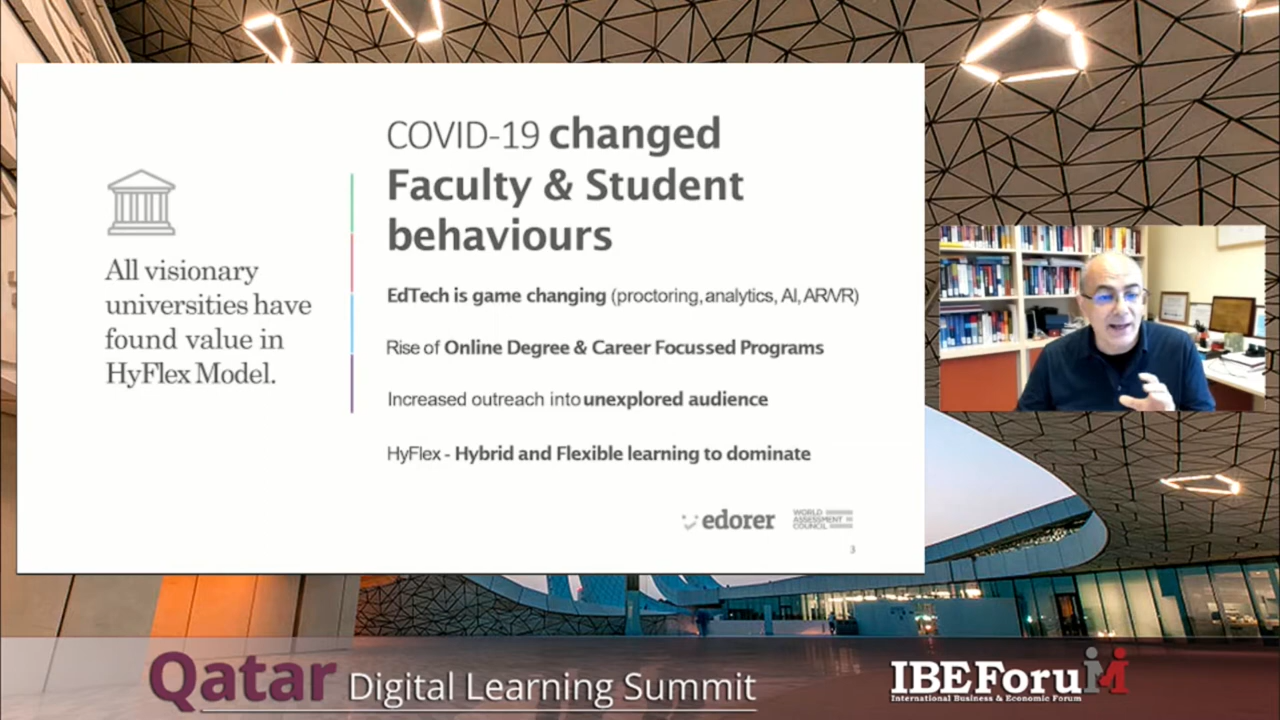 COVID-19 changed
Faculty & Student
behaviours
All visionary
universities have
found value in
HyFlex Model.
EdTech is game changing (proctoring, analytics, AI, AR/VR)
Rise of Online Degree & Career Focussed Programs
Increased outreach into unexplored audience
HyFlex - Hybrid and Flexible learning to dominate
edorer
WORLD
ASSESSMENT
COUNCIL
3
Qatar Digital Learning Summit
IBEForuM
International Business & Economic Forum